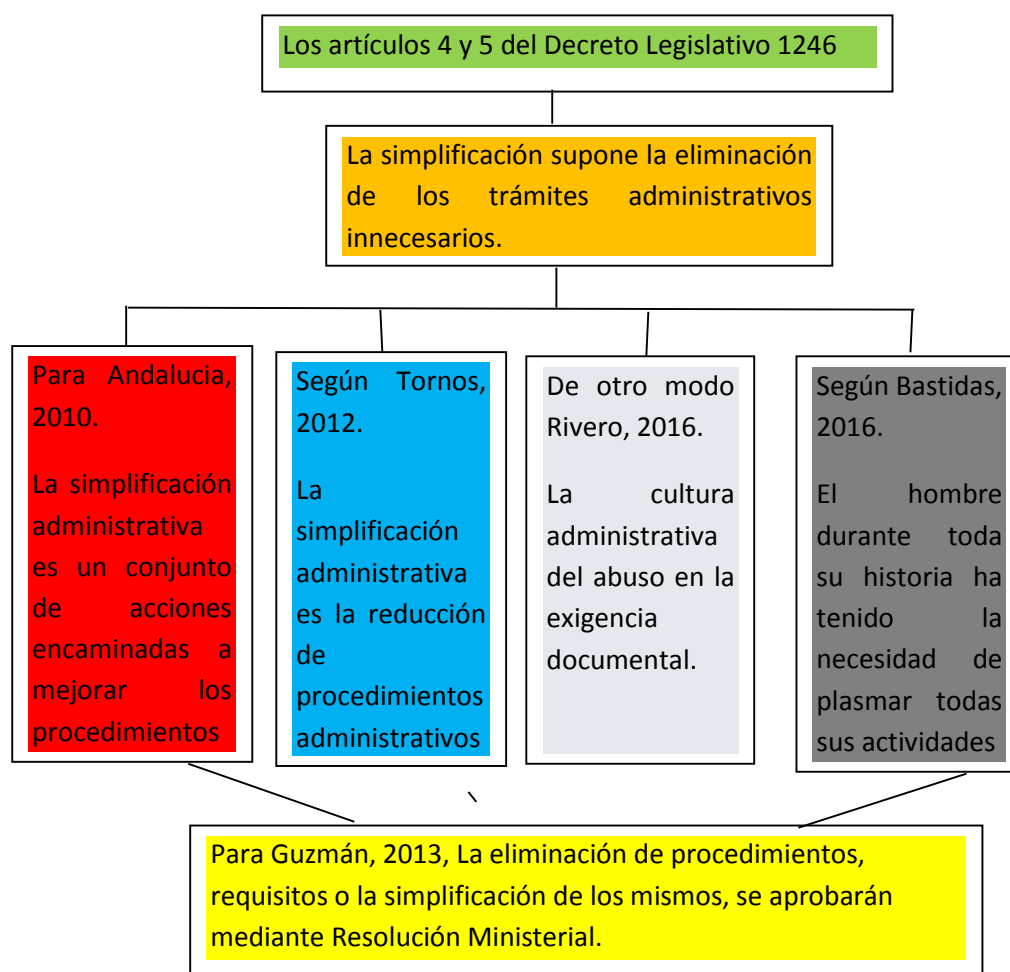 Los artículos 4 y 5 del Decreto Legislativo 1246
La simplificación supone la eliminación
de los trámites administrativos
innecesarios.
Para Andalucia,
2010.
La simplificación
administrativa
es un conjunto
de acciones
encaminadas a
mejorar los
procedimientos
Según Tornos,
2012.
La
simplificación
administrativa
es la reducción
de
procedimientos
administrativos
De otro modo
Rivero, 2016.
La cultura
administrativa
del abuso en la
exigencia
documental.
Según Bastidas,
2016.
El hombre
durante toda
su historia ha
tenido la
necesidad de
plasmar todas
sus actividades
Para Guzmán, 2013, La eliminación de procedimientos,
requisitos o la simplificación de los mismos, se aprobarán
mediante Resolución Ministerial.